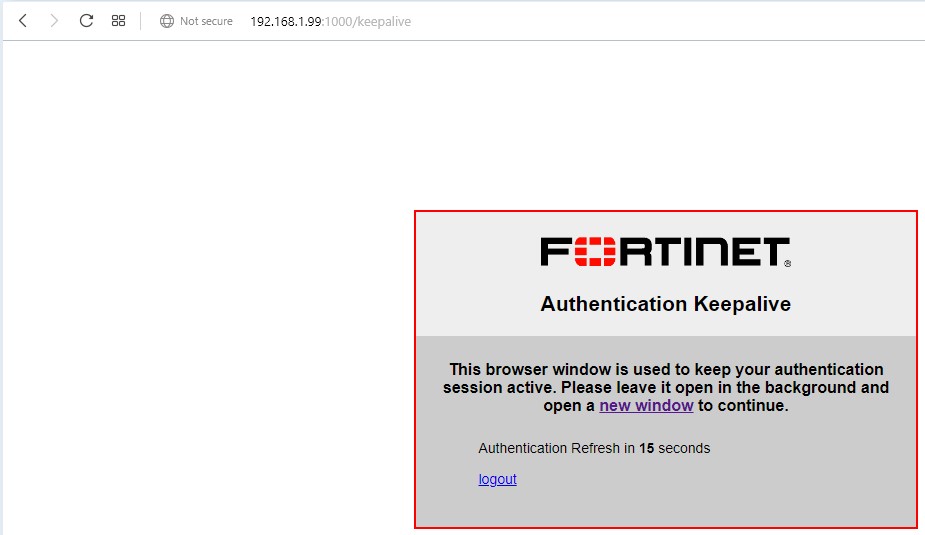 Not secure 192.168.1.99:1000/keepalive
FORTINET®
Authentication Keepalive
This browser window is used to keep your authentication
session active. Please leave it open in the background and
open a new window to continue.
Authentication Refresh in 15 seconds
logout